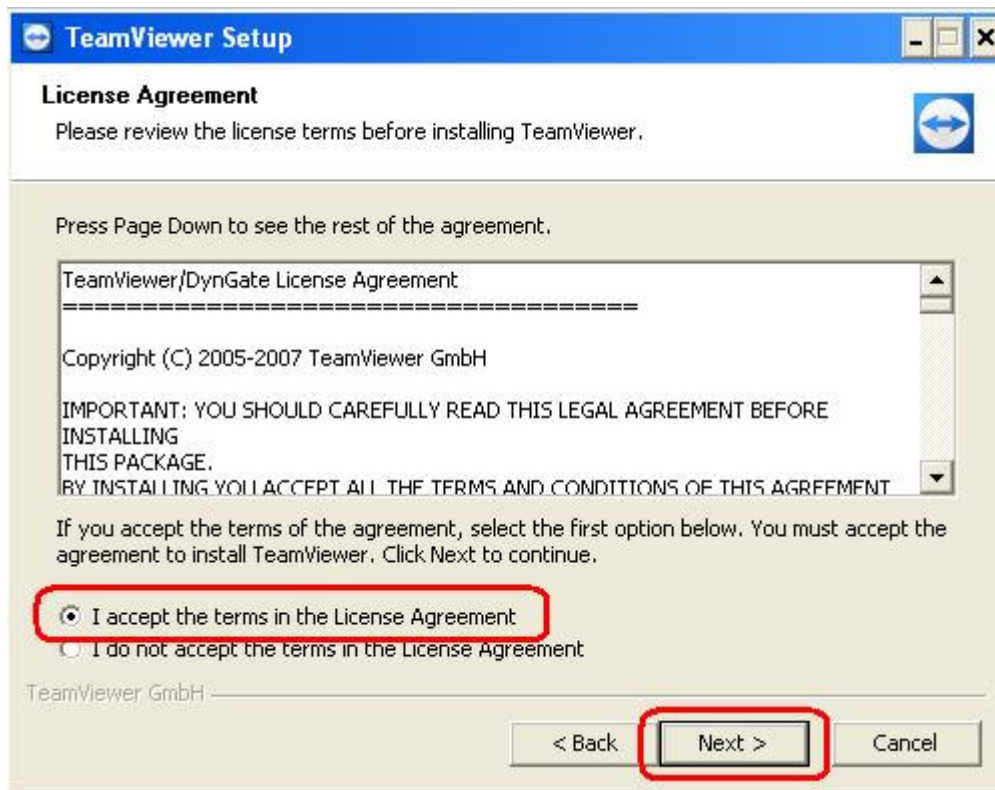 TeamViewer Setup
License Agreement
Please review the license terms before installing TeamViewer.
Press Page Down to see the rest of the agreement.
TeamViewer/DynGate License Agreement
====================================
Copyright (C) 2005-2007 TeamViewer GmbH
IMPORTANT: YOU SHOULD CAREFULLY READ THIS LEGAL AGREEMENT BEFORE
INSTALLING
THIS PACKAGE.
BY INSTALLING YOU ACCEPT ALL THE TERMS AND CONDITIONS OF THIS AGREEMENT
If you accept the terms of the agreement, select the first option below. You must accept the
agreement to install TeamViewer. Click Next to continue.
I accept the terms in the License Agreement
I do not accept the terms in the License Agreement
TeamViewer GmbH
< Back Next > Cancel